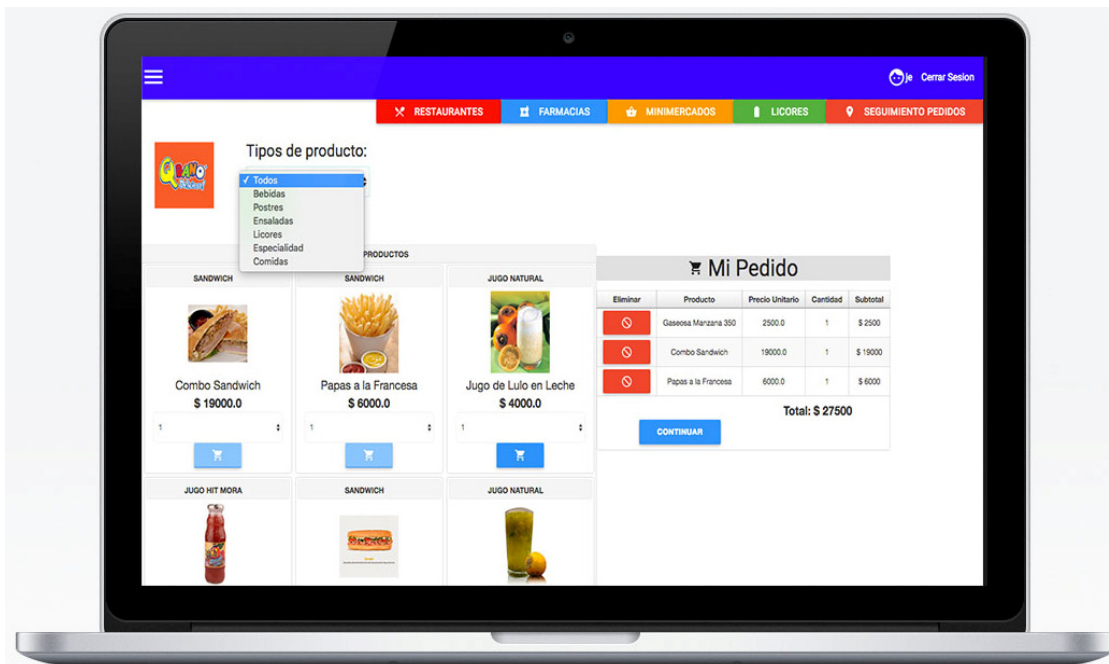 je Cerrar Sesion
RESTAURANTES FARMACIAS MINIMERCADOS LICORES SEGUIMIENTO PEDIDOS
QBANO
Tipos de producto:
✓ Todos
Bebidas
Postres
Ensaladas
Licores
Especialidad
Comidas
PRODUCTOS
SANDWICH SANDWICH JUGO NATURAL
Combo Sandwich Papas a la Francesa Jugo de Lulo en Leche
$ 19000.0 $ 6000.0 $ 4000.0
1 1 1
JUGO HIT MORA SANDWICH JUGO NATURAL
Mi Pedido
Eliminar Producto Precio Unitario Cantidad Subtotal
Gaseosa Manzana 350 2500.0 1 $ 2500
Combo Sandwich 19000.0 1 $ 19000
Papas a la Francesa 6000.0 1 $ 6000
Total: $ 27500
CONTINUAR